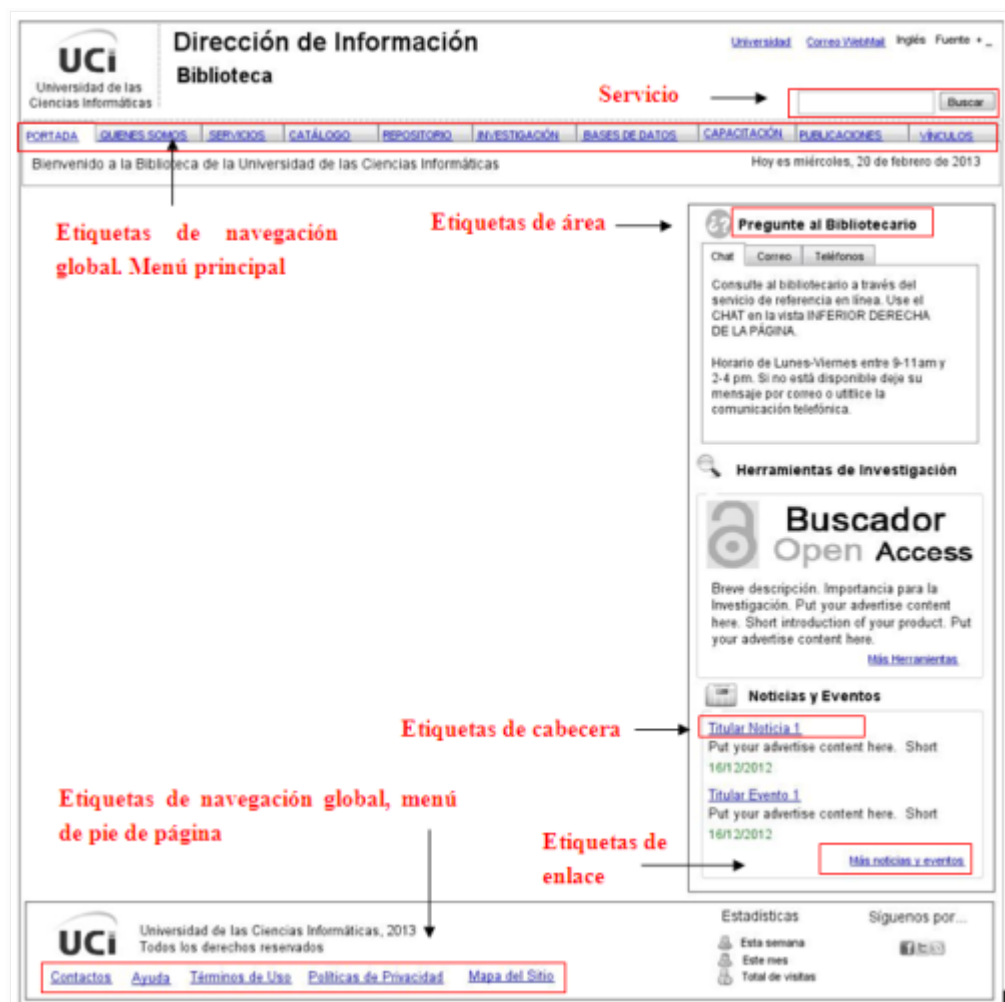 UCi
Universidad de las
Ciencias Informáticas
Dirección de Información
Biblioteca
Universidad Correo WebMail Inglés Fuente + _
Servicio
Buscar
PORTADA QUIENES SOMOS SERVICIOS CATÁLOGO REPOSITORIO INVESTIGACIÓN BASES DE DATOS CAPACITACIÓN PUBLICACIONES VÍNCULOS
Bienvenido a la Biblioteca de la Universidad de las Ciencias Informáticas
Hoy es miércoles, 20 de febrero de 2013
Etiquetas de navegación
global. Menú principal
Etiquetas de área
¿?
Pregunte al Bibliotecario
Chat Correo Teléfonos
Consulte al bibliotecario a través del
servicio de referencia en línea. Use el
CHAT en la vista INFERIOR DERECHA
DE LA PÁGINA.
Horario de Lunes-Viernes entre 9-11am y
2-4 pm. Si no está disponible deje su
mensaje por correo o utitlice la
comunicación telefónica.
Herramientas de Investigación
Buscador
Open Access
Breve descripción. Importancia para la
Investigación. Put your advertise content
here. Short introduction of your product. Put
your advertise content here.
Más Herramientas
Noticias y Eventos
Etiquetas de cabecera
Titular Noticia 1
Put your advertise content here. Short
16/12/2012
Titular Evento 1
Put your advertise content here. Short
16/12/2012
Más noticias y eventos
Etiquetas de navegación global, menú
de pie de página
Etiquetas de
enlace
UCi
Universidad de las Ciencias Informáticas, 2013
Todos los derechos reservados
Contactos Ayuda Términos de Uso Políticas de Privacidad Mapa del Sitio
Estadísticas
Esta semana
Este mes
Total de visitas
Síguenos por...